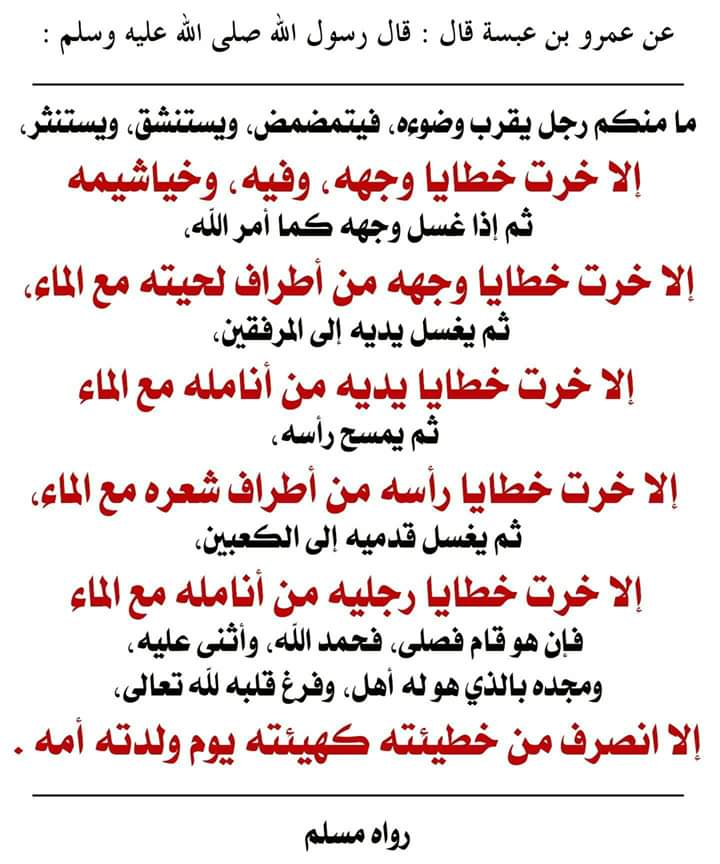 عن عمرو بن عبسة قال : قال رسول الله صلى الله عليه وسلم :
ما منكم رجل يقرب وضوءه، فيتمضمض، ويستنشق، ويستنثر،
إلا خرت خطايا وجهه، وفيه، وخياشيمه
ثم إذا غسل وجهه كما أمر الله،
إلا خرت خطايا وجهه من أطراف لحيته مع الماء،
ثم يغسل يديه إلى المرفقين،
إلا خرت خطايا يديه من أنامله مع الماء
ثم يمسح رأسه،
إلا خرت خطايا رأسه من أطراف شعره مع الماء،
ثم يغسل قدميه إلى الكعبين،
إلا خرت خطايا رجليه من أنامله مع الماء
فإن هو قام فصلى، فحمد الله، وأثنى عليه،
ومجده بالذي هو له أهل، وفرغ قلبه لله تعالى،
إلا انصرف من خطيئته كهيئته يوم ولدته أمه .
رواه مسلم